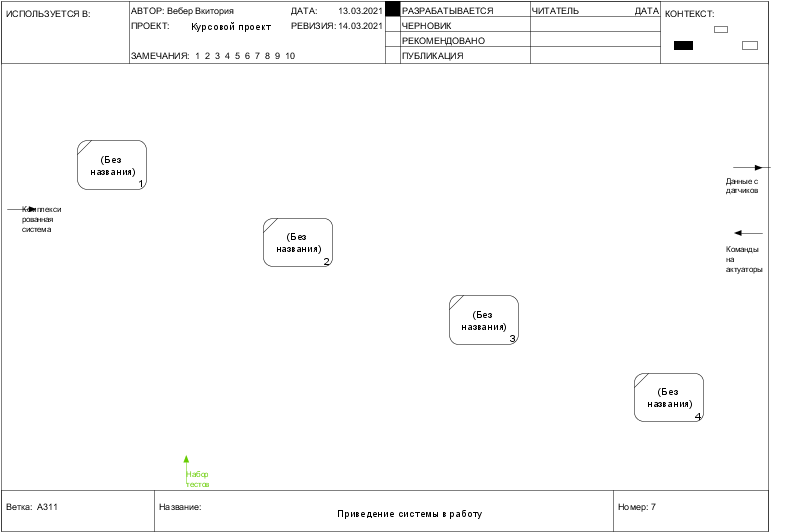 ИСПОЛЬЗУЕТСЯ В:
АВТОР: Вебер Вкитория
ДАТА: 13.03.2021
РАЗРАБАТЫВАЕТСЯ
ЧИТАТЕЛЬ
ДАТА
КОНТЕКСТ:
ПРОЕКТ: Курсовой проект
РЕВИЗИЯ: 14.03.2021
ЧЕРНОВИК
РЕКОМЕНДОВАНО
ЗАМЕЧАНИЯ: 1 2 3 4 5 6 7 8 9 10
ПУБЛИКАЦИЯ
(Без
названия)
1
Данные с
датчиков
Комплекси
рованная
система
(Без
названия)
2
Команды
на
актуаторы
(Без
названия)
3
(Без
названия)
4
Набор
тестов
Ветка: A311
Название:
Приведение системы в работу
Номер: 7